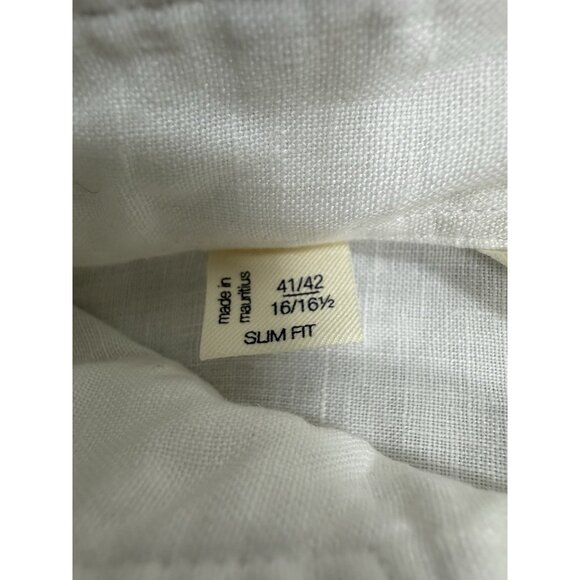 made in
mauritius
41/42
16/16½
SLIM FIT